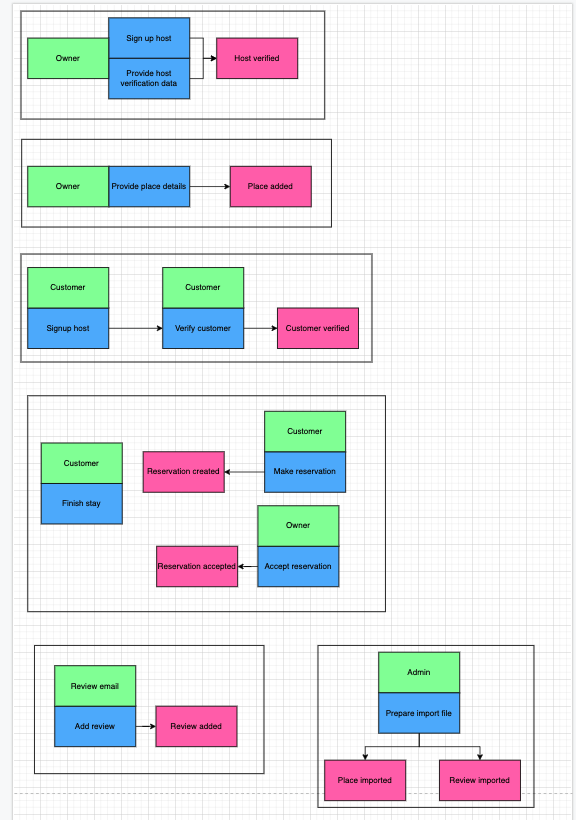 Owner
Sign up host
Provide host
verification data
Host verified
Owner
Provide place details
Place added
Customer
Customer
Signup host
Verify customer
Customer verified
Customer
Make reservation
Reservation created
Customer
Finish stay
Owner
Accept reservation
Reservation accepted
Review email
Add review
Review added
Admin
Prepare import file
Place imported
Review imported